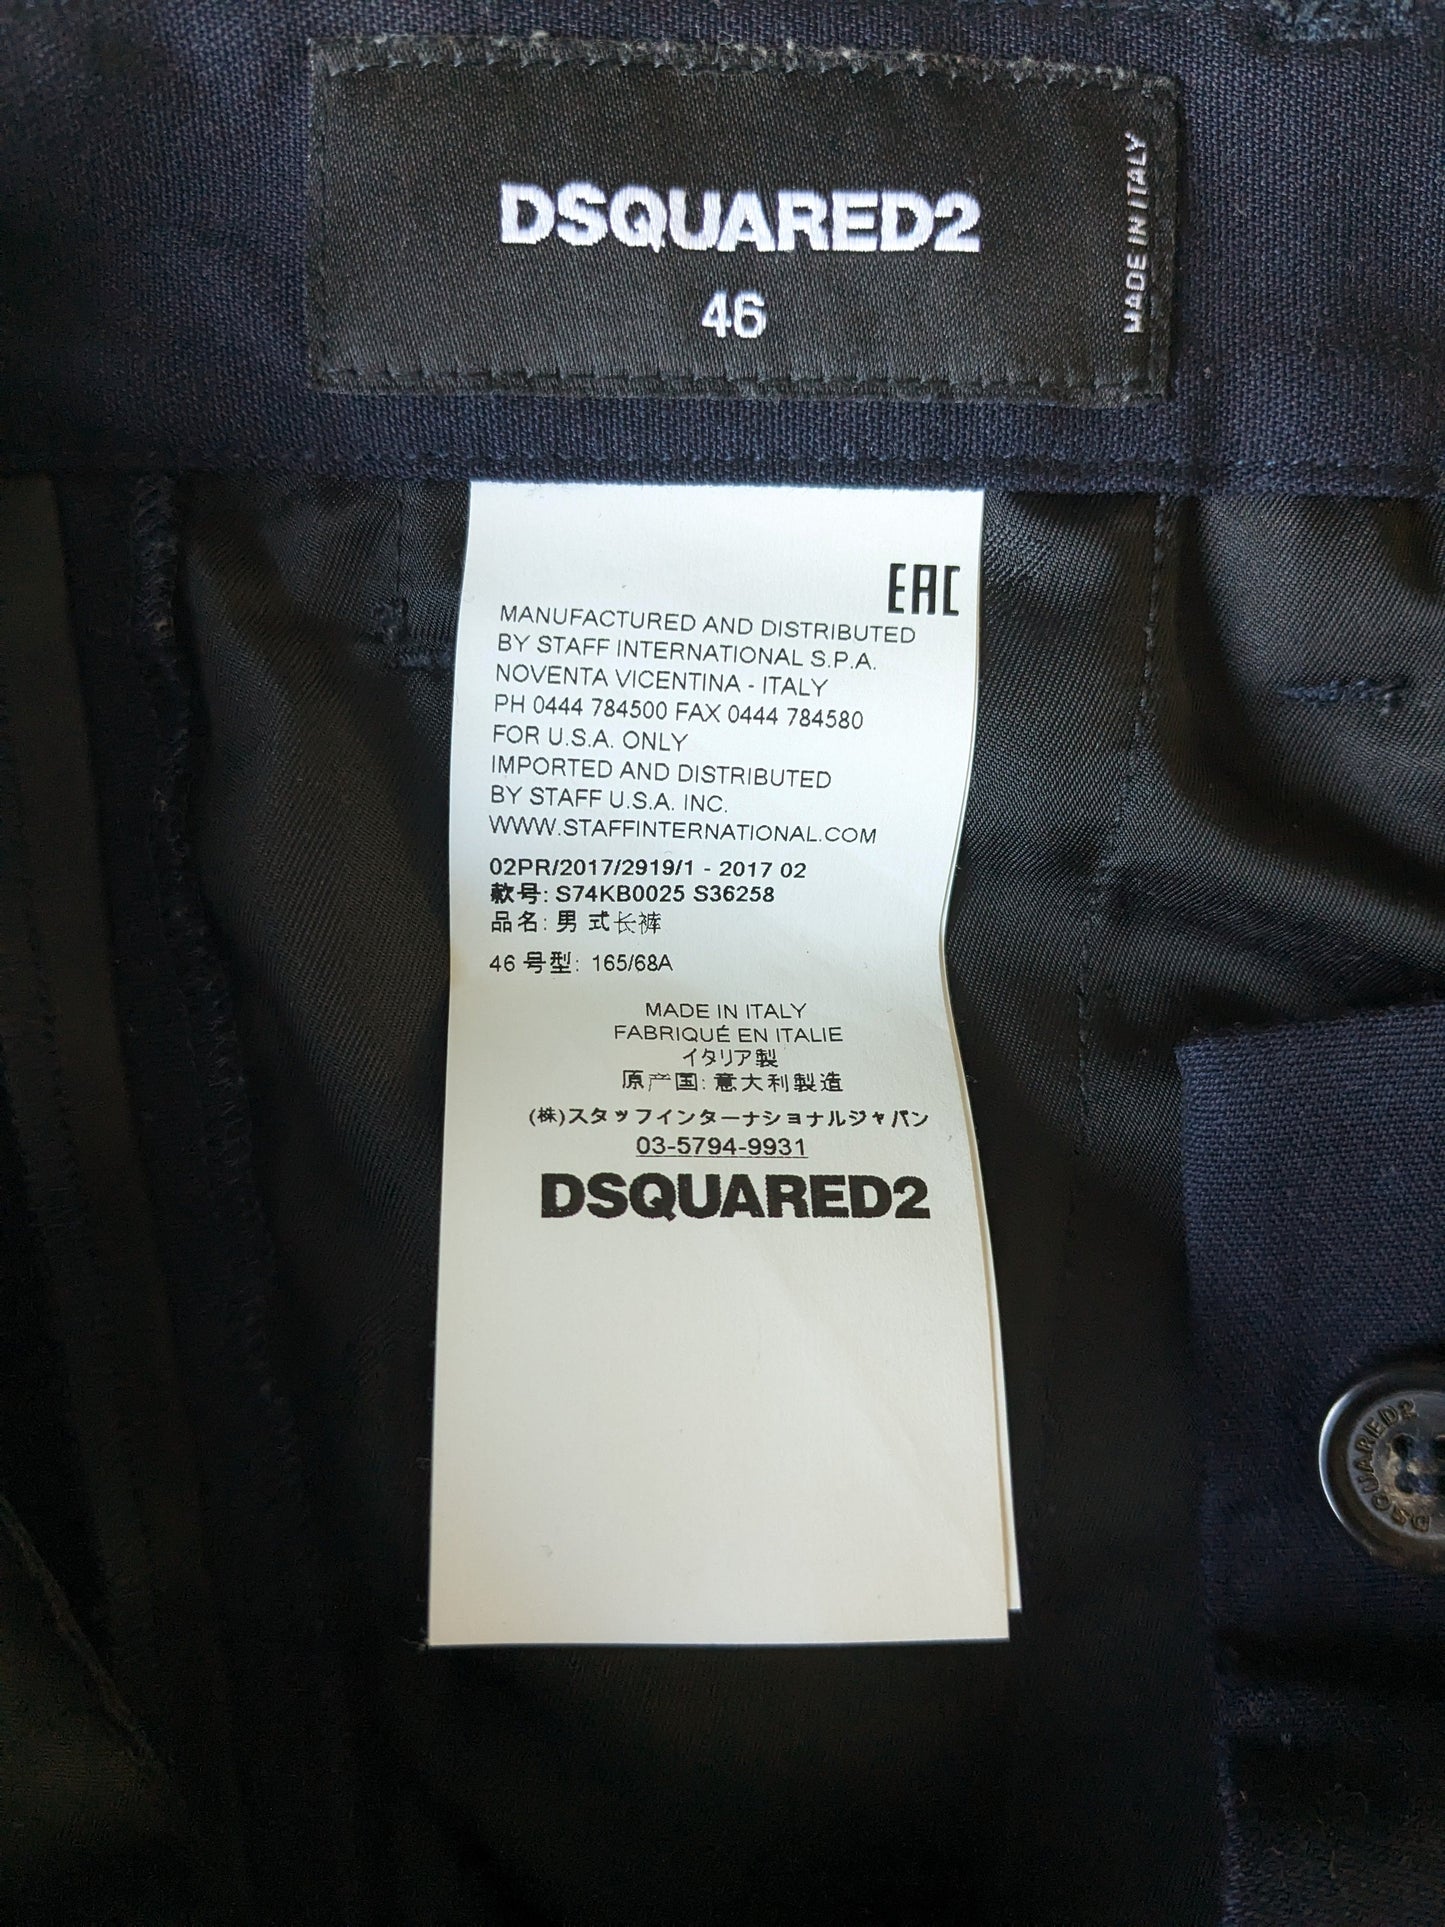 DSQUARED2
46
MADE IN ITALY
EAC
MANUFACTURED AND DISTRIBUTED
BY STAFF INTERNATIONAL S.P.A.
NOVENTA VICENTINA - ITALY
PH 0444 784500 FAX 0444 784580
FOR U.S.A. ONLY
IMPORTED AND DISTRIBUTED
BY STAFF U.S.A. INC.
WWW.STAFFINTERNATIONAL.COM
02PR/2017/2919/1 - 2017 02
款号: S74KB0025 S36258
品名: 男 式长裤
46 号型: 165/68A
MADE IN ITALY
FABRIQUÉ EN ITALIE
イタリア製
原产国: 意大利製造
(株)スタッフインターナショナルジャパン
03-5794-9931
DSQUARED2
DSQUARED2